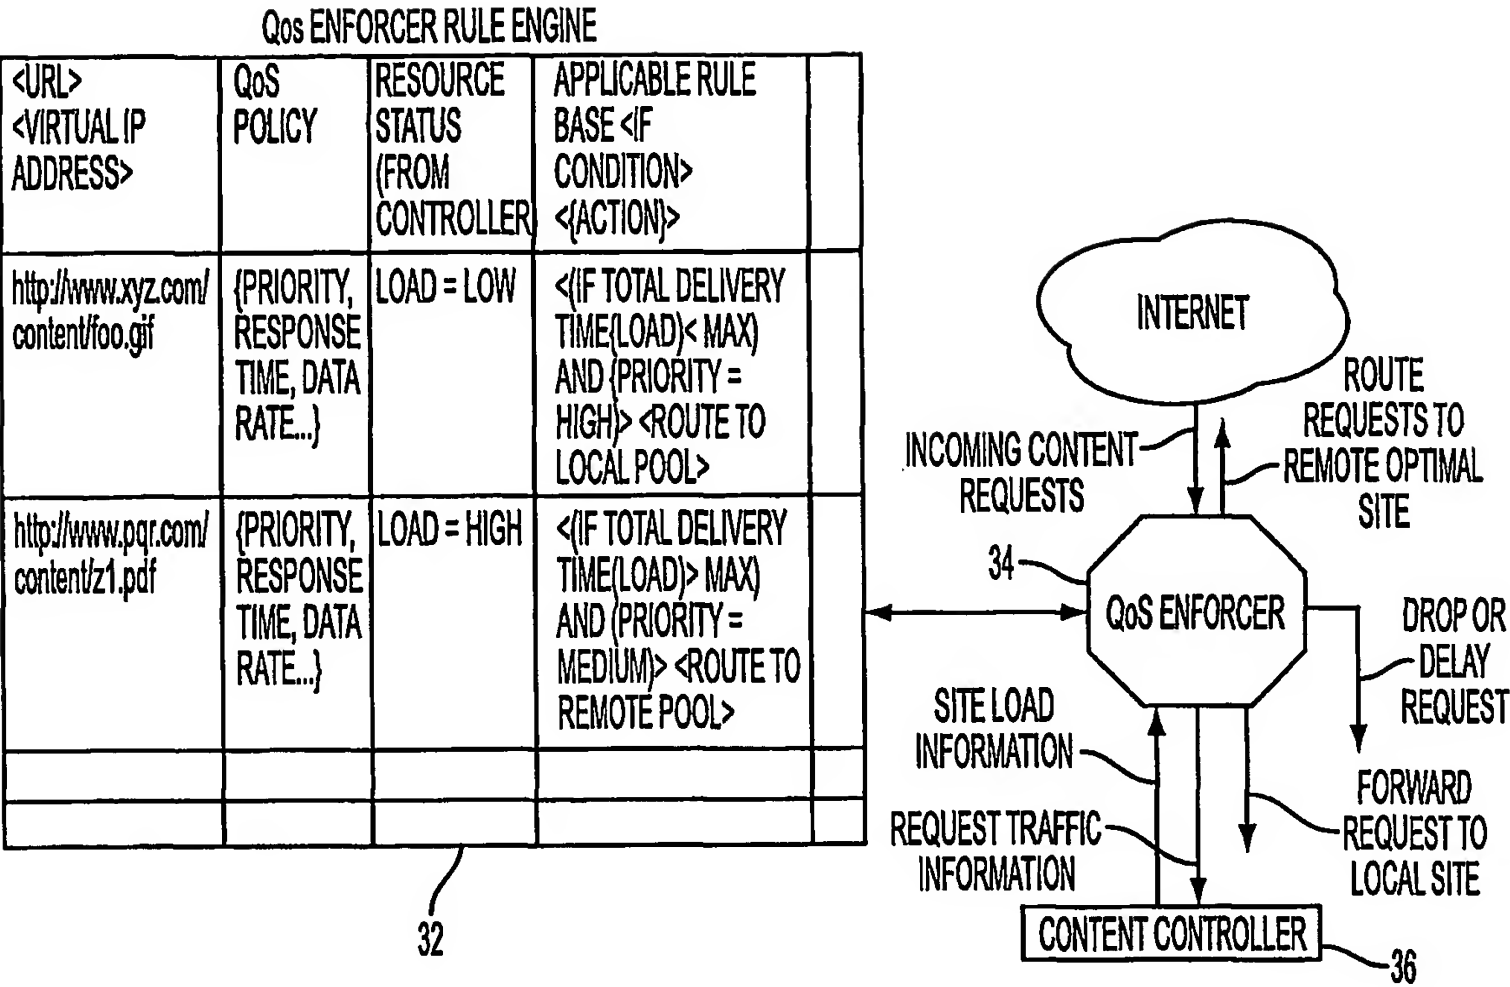 Qos ENFORCER RULE ENGINE
<URL>
<VIRTUAL IP
ADDRESS>
QoS
POLICY
RESOURCE
STATUS
(FROM
CONTROLLER
APPLICABLE RULE
BASE <IF
CONDITION>
<{ACTION}>
http://www.xyz.com/
content/foo.gif
{PRIORITY,
RESPONSE
TIME, DATA
RATE...}
LOAD = LOW
<(IF TOTAL DELIVERY
TIME(LOAD)< MAX)
AND (PRIORITY =
HIGH)> <ROUTE TO
LOCAL POOL>
http://www.pqr.com/
content/z1.pdf
{PRIORITY,
RESPONSE
TIME, DATA
RATE...}
LOAD = HIGH
<(IF TOTAL DELIVERY
TIME(LOAD)> MAX)
AND (PRIORITY =
MEDIUM)> <ROUTE TO
REMOTE POOL>
32
INTERNET
INCOMING CONTENT
REQUESTS
ROUTE
REQUESTS TO
REMOTE OPTIMAL
SITE
34
QoS ENFORCER
DROP OR
DELAY
REQUEST
SITE LOAD
INFORMATION
REQUEST TRAFFIC
INFORMATION
FORWARD
REQUEST TO
LOCAL SITE
CONTENT CONTROLLER
36